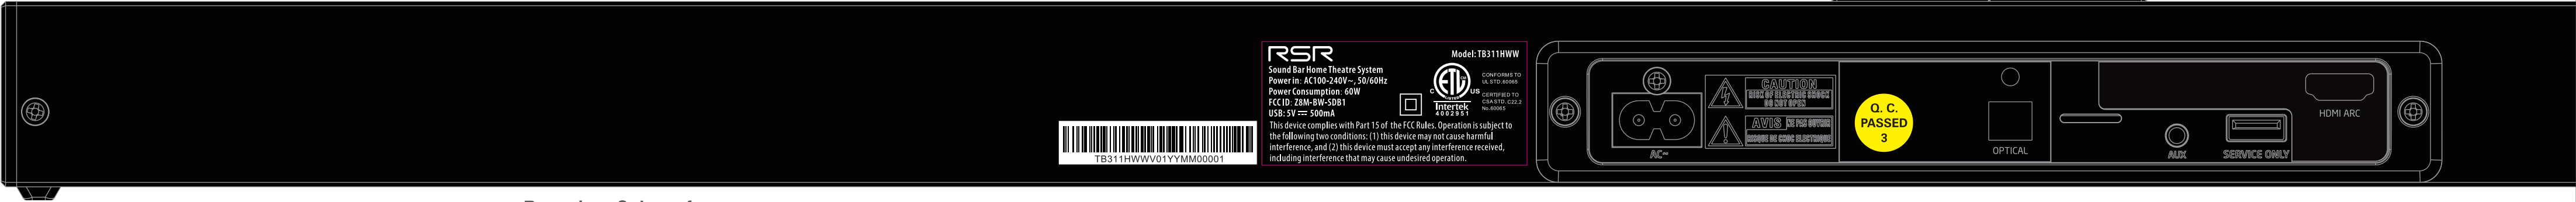 RSR
Model: TB311HWW
Sound Bar Home Theatre System
Power in: AC100-240V~, 50/60Hz
Power Consumption: 60W
FCC ID: Z8M-BW-SDB1
USB: 5V ⎓ 500mA
ETL
LISTED
C US
Intertek
4002951
CONFORMS TO
UL STD. 60065
CERTIFIED TO
CSA STD. C22.2
No. 60065
This device complies with Part 15 of the FCC Rules. Operation is subject to
the following two conditions: (1) this device may not cause harmful
interference, and (2) this device must accept any interference received,
including interference that may cause undesired operation.
TB311HWWV01YYMM00001
AC~
CAUTION
RISK OF ELECTRIC SHOCK
DO NOT OPEN
AVIS NE PAS OUVRIR
RISQUE DE CHOC ELECTRIQUE
Q. C.
PASSED
3
OPTICAL
AUX
SERVICE ONLY
HDMI ARC